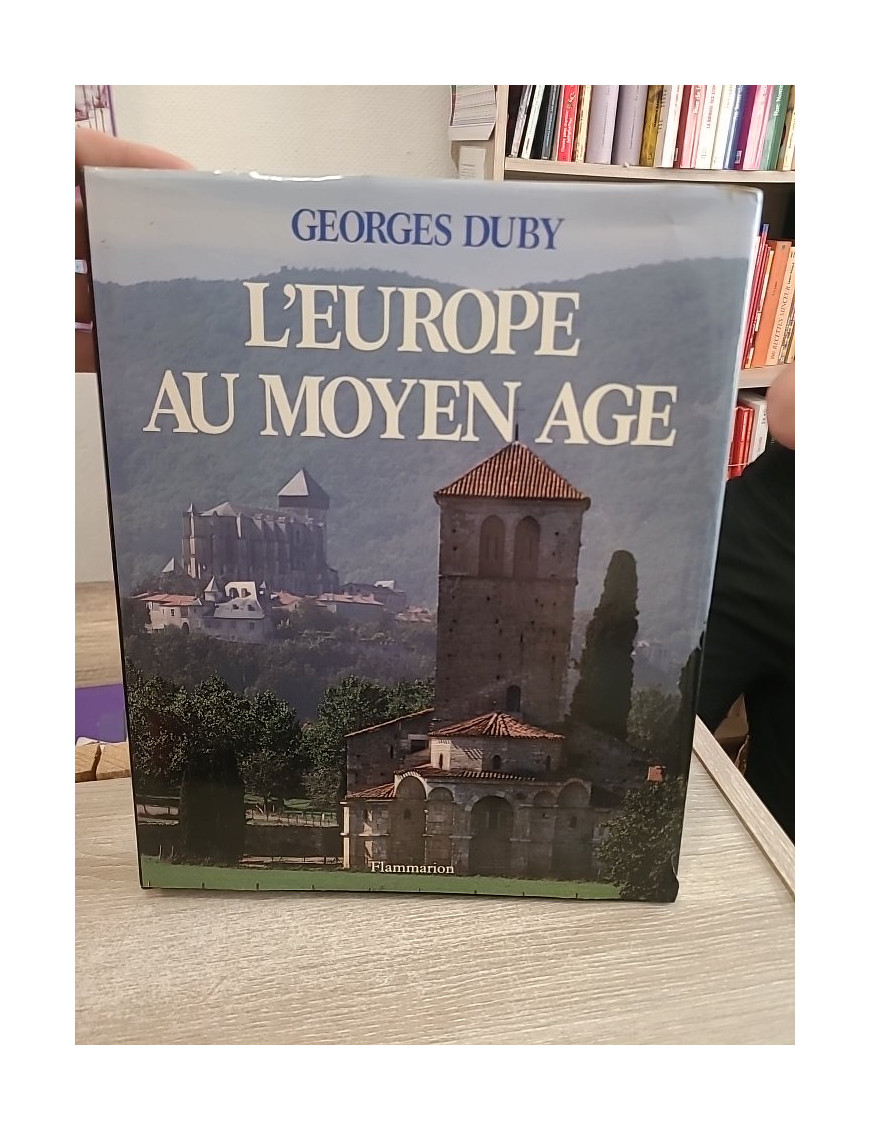 GEORGES DUBY
L'EUROPE
AU MOYEN AGE
Flammarion